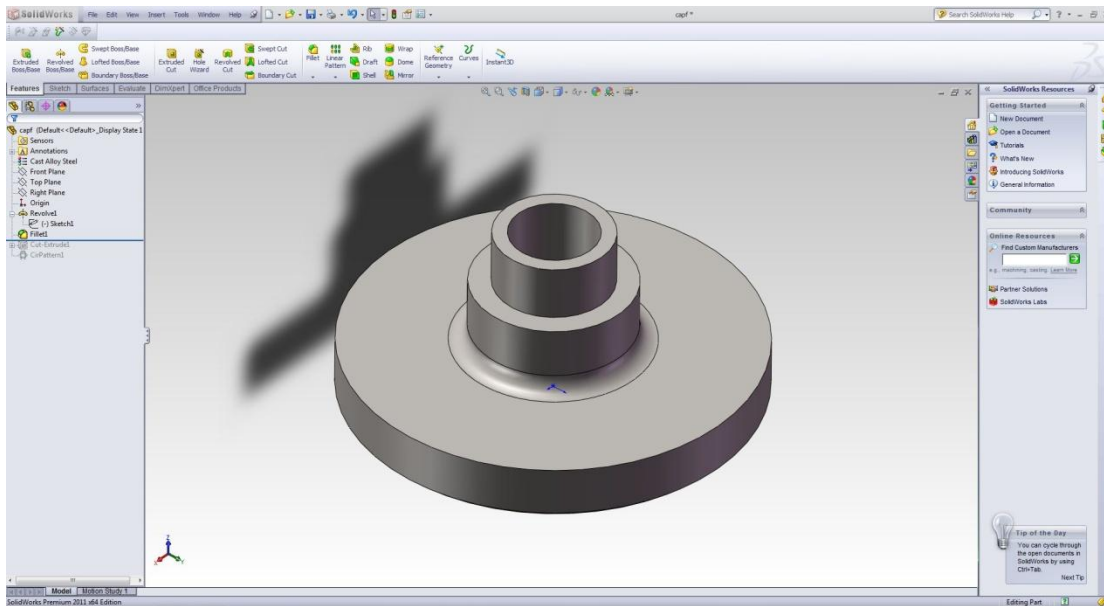 SolidWorks File Edit View Insert Tools Window Help capf * Search SolidWorks Help
Extruded Boss/Base
Revolved Boss/Base
Swept Boss/Base
Lofted Boss/Base
Boundary Boss/Base
Extruded Cut
Hole Wizard
Revolved Cut
Swept Cut
Lofted Cut
Boundary Cut
Fillet
Linear Pattern
Rib
Draft
Shell
Wrap
Dome
Mirror
Reference Geometry
Curves
Instant3D
Features Sketch Surfaces Evaluate DimXpert Office Products
capf (Default<<Default>_Display State 1
Sensors
Annotations
Cast Alloy Steel
Front Plane
Top Plane
Right Plane
Origin
Revolve1
(-) Sketch1
Fillet1
Cut-Extrude1
CirPattern1
SolidWorks Resources
Getting Started
New Document
Open a Document
Tutorials
What's New
Introducing SolidWorks
General Information
Community
Online Resources
Find Custom Manufacturers
e.g., machining, casting Learn More
Partner Solutions
SolidWorks Labs
Tip of the Day
You can cycle through
the open documents in
SolidWorks by using
Ctrl+Tab.
Next Tip
Model Motion Study 1
SolidWorks Premium 2011 x64 Edition
Editing Part